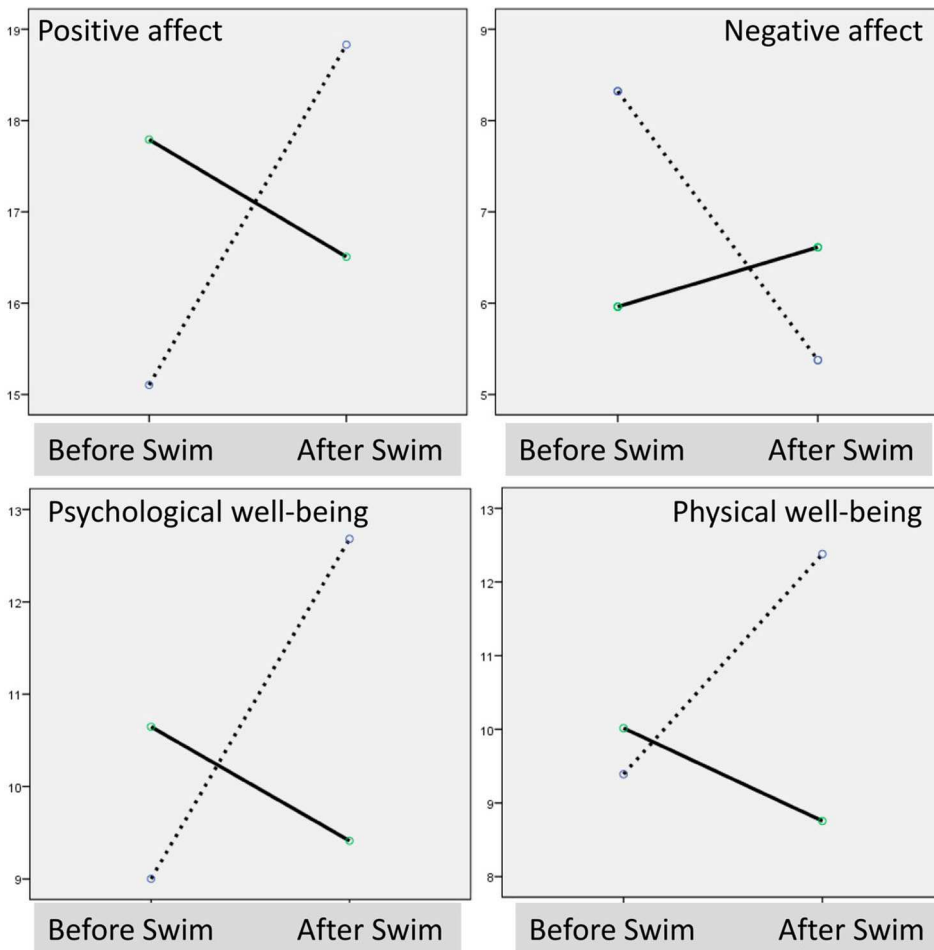 Positive affect
19
18
17
16
15
Before Swim After Swim
Negative affect
9
8
7
6
5
Before Swim After Swim
Psychological well-being
13
12
11
10
9
Before Swim After Swim
Physical well-being
13
12
11
10
9
8
Before Swim After Swim